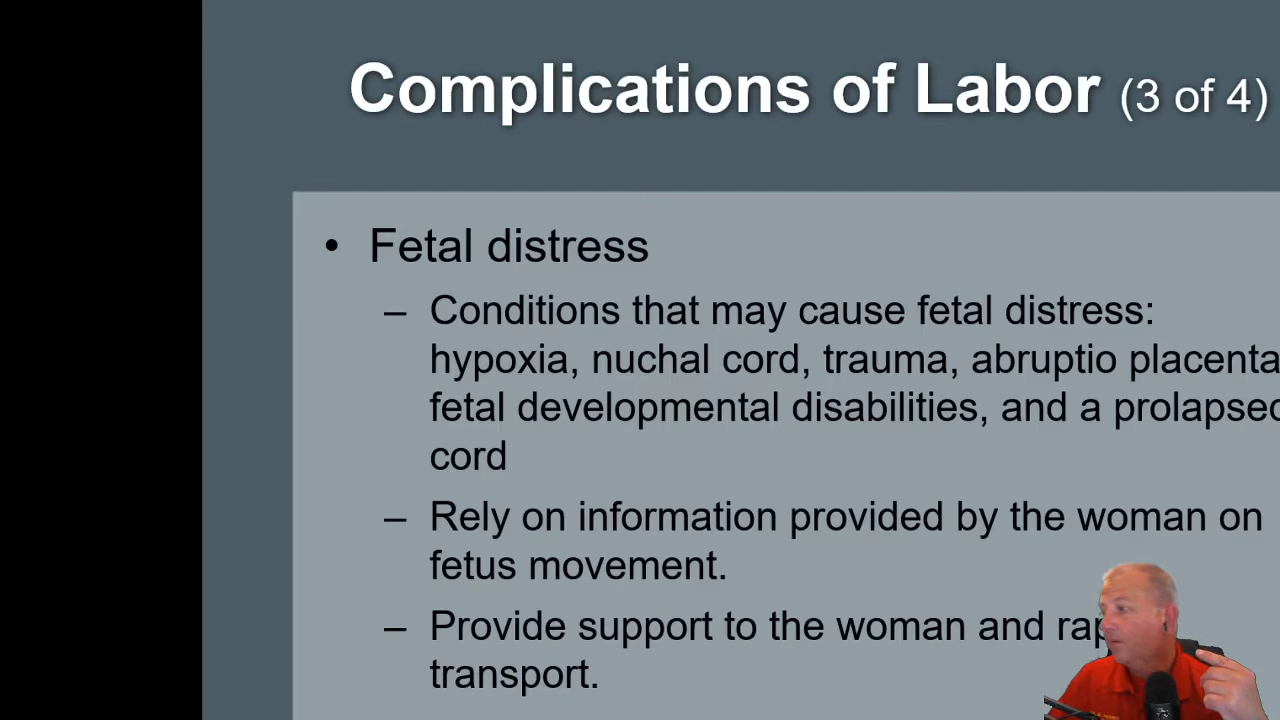 Complications of Labor (3 of 4)
• Fetal distress
– Conditions that may cause fetal distress:
hypoxia, nuchal cord, trauma, abruptio placenta
fetal developmental disabilities, and a prolapsed
cord
– Rely on information provided by the woman on
fetus movement.
– Provide support to the woman and
transport.